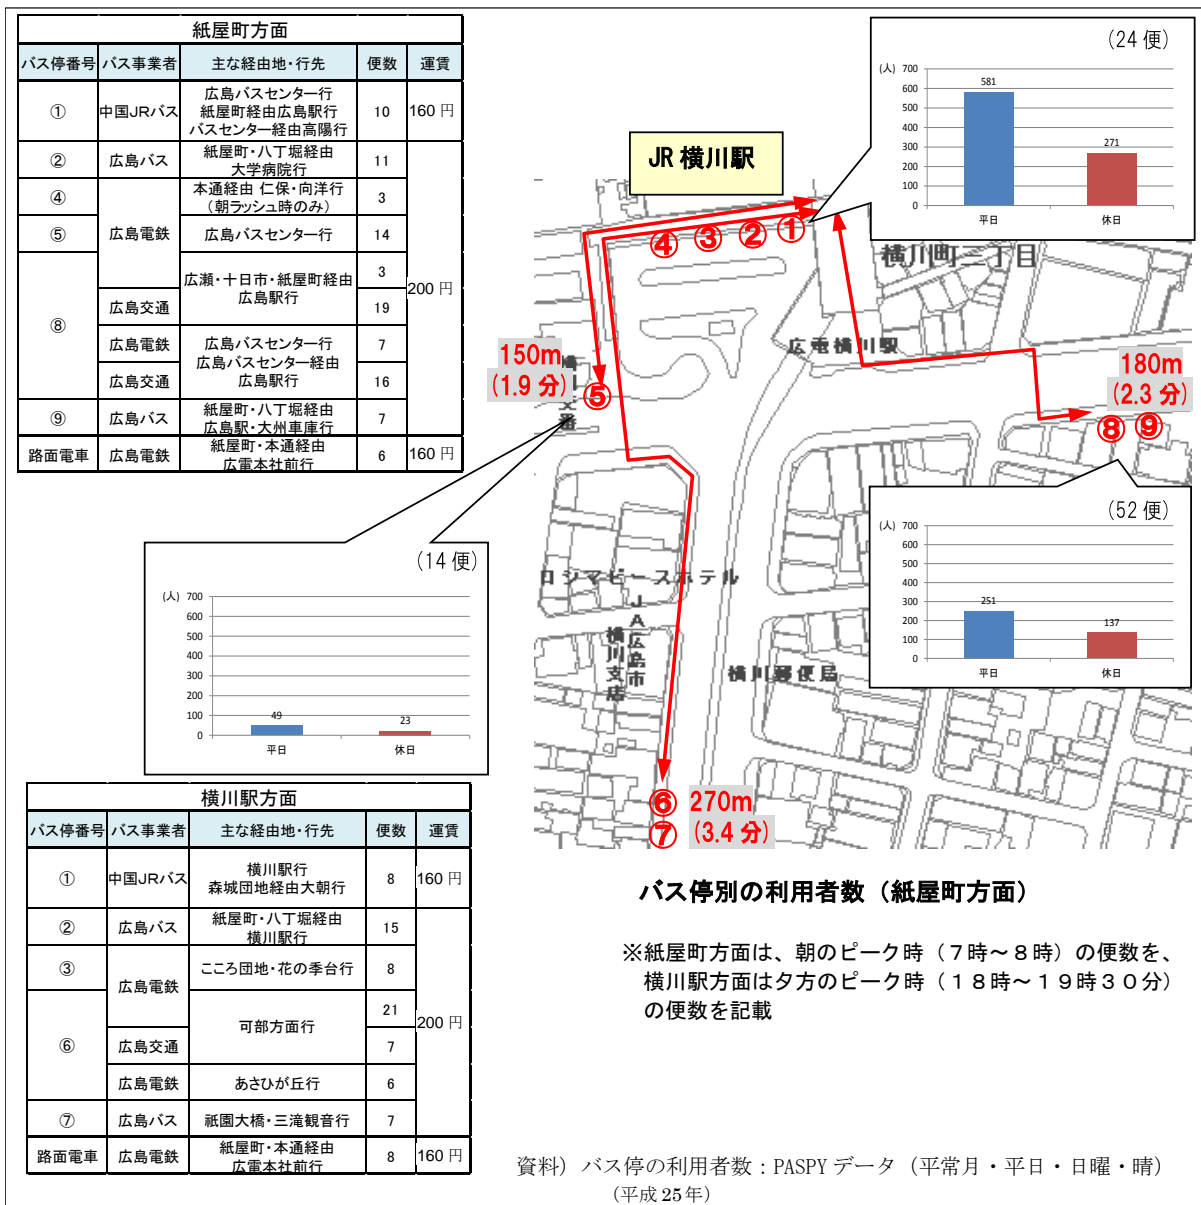 紙屋町方面
バス停番号 バス事業者 主な経由地・行先 便数 運賃
① 中国JRバス 広島バスセンター行 10 160 円
紙屋町経由広島駅行
バスセンター経由高陽行
② 広島バス 紙屋町・八丁堀経由 11 200 円
大学病院行
④ 広島電鉄 本通経由 仁保・向洋行 3
(朝ラッシュ時のみ)
⑤ 広島バスセンター行 14
⑧ 広瀬・十日市・紙屋町経由 3
広島駅行
広島交通 19
広島電鉄 広島バスセンター行 7
広島バスセンター経由
広島交通 広島駅行 16
⑨ 広島バス 紙屋町・八丁堀経由 7
広島駅・大州車庫行
路面電車 広島電鉄 紙屋町・本通経由 6 160 円
広電本社前行
(24 便)
(人) 700
600
500
400
300
200
100
0
581
271
平日 休日
JR 横川駅
④ ③ ② ①
横川町三丁目
広電横川駅
150m
(1.9 分)
⑤
180m
(2.3 分)
⑧ ⑨
(52 便)
(人) 700
600
500
400
300
200
100
0
251
137
平日 休日
(14 便)
(人) 700
600
500
400
300
200
100
0
49
23
平日 休日
ロシマピースホテル
JA広島市
横川支店
横川郵便局
⑥ 270m
⑦ (3.4 分)
横川駅方面
バス停番号 バス事業者 主な経由地・行先 便数 運賃
① 中国JRバス 横川駅行 8 160 円
森城団地経由大朝行
② 広島バス 紙屋町・八丁堀経由 15 200 円
横川駅行
③ 広島電鉄 こころ団地・花の季台行 8
⑥ 可部方面行 21
広島交通 7
広島電鉄 あさひが丘行 6
⑦ 広島バス 祇園大橋・三滝観音行 7
路面電車 広島電鉄 紙屋町・本通経由 8 160 円
広電本社前行
バス停別の利用者数（紙屋町方面）
※紙屋町方面は、朝のピーク時（７時～８時）の便数を、
横川駅方面は夕方のピーク時（１８時～１９時３０分）
の便数を記載
資料）バス停の利用者数：PASPY データ（平常月・平日・日曜・晴）
（平成 25年）